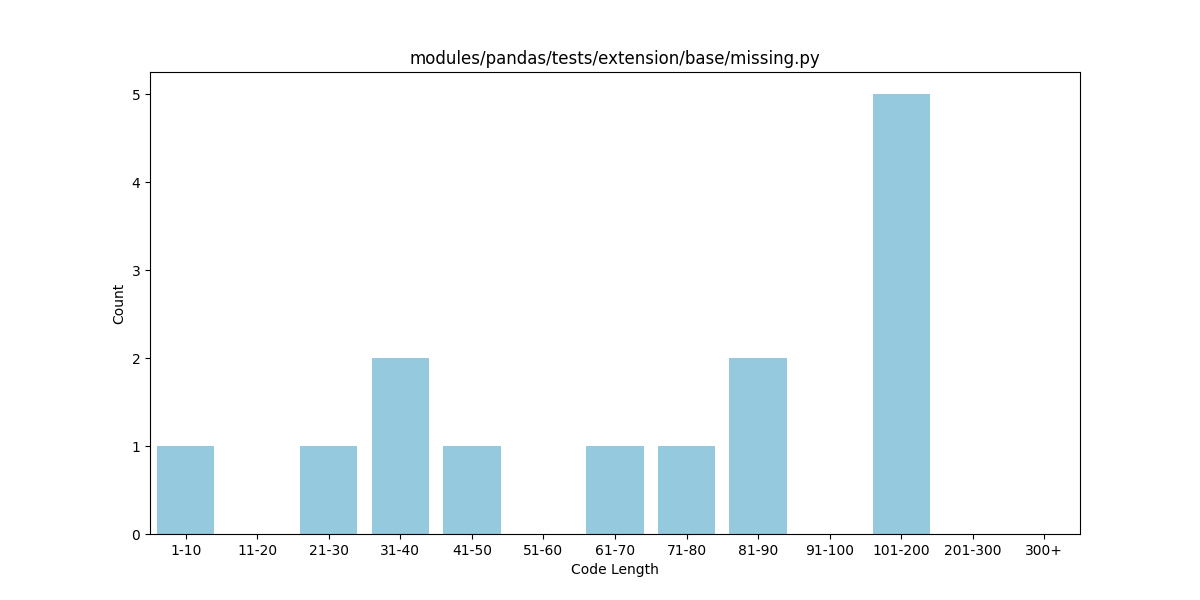 modules/pandas/tests/extension/base/missing.py
5
4
3
2
1
0
Count
1-10 11-20 21-30 31-40 41-50 51-60 61-70 71-80 81-90 91-100 101-200 201-300 300+
Code Length